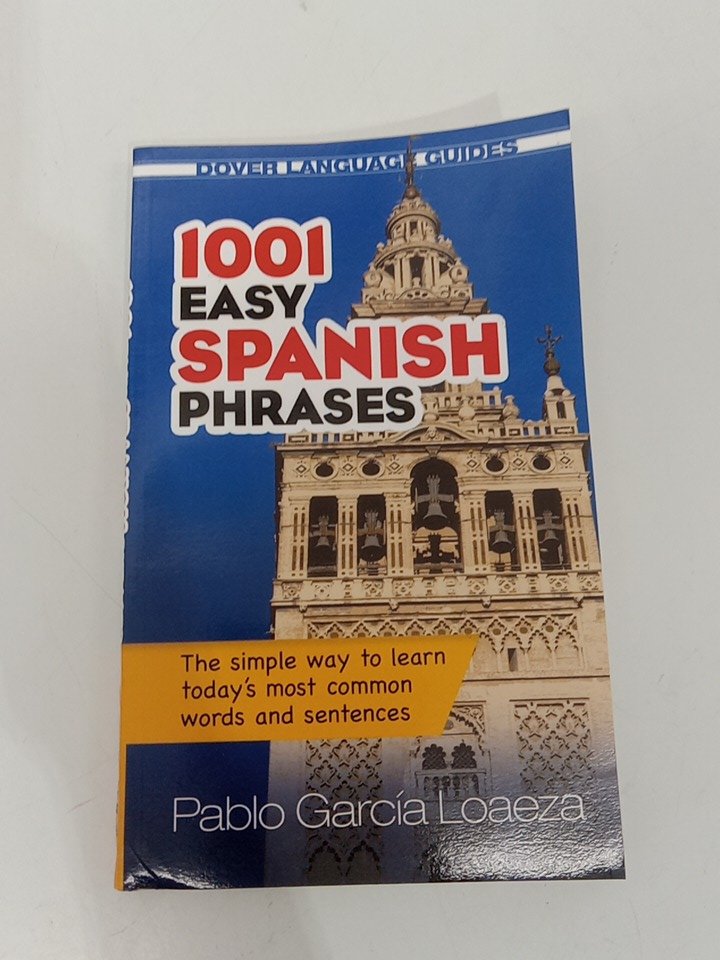 DOVER LANGUAGE GUIDES
1001
EASY
SPANISH
PHRASES
The simple way to learn
today's most common
words and sentences
Pablo García Loaeza